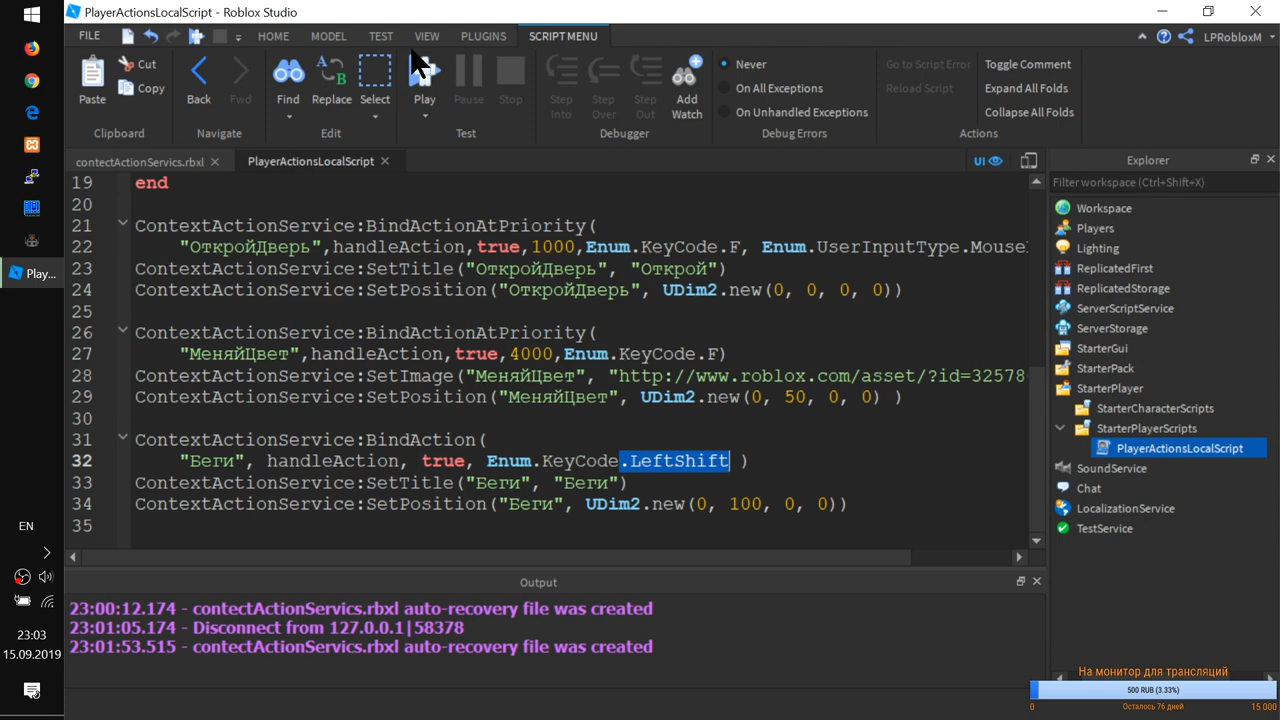 PlayerActionsLocalScript - Roblox Studio
FILE
HOME
MODEL
TEST
VIEW
PLUGINS
SCRIPT MENU
LPRobloxM
Paste
Cut
Copy
Clipboard
Back
Fwd
Navigate
Find
Replace
Select
Edit
Play
Pause
Stop
Test
Step Into
Step Over
Step Out
Add Watch
Debugger
Never
On All Exceptions
On Unhandled Exceptions
Debug Errors
Go to Script Error
Reload Script
Toggle Comment
Expand All Folds
Collapse All Folds
Actions
contectActionServics.rbxl
PlayerActionsLocalScript
UI
19 end
20
21 ContextActionService:BindActionAtPriority(
22 "ОткройДверь",handleAction,true,1000,Enum.KeyCode.F, Enum.UserInputType.Mouse
23 ContextActionService:SetTitle("ОткройДверь", "Открой")
24 ContextActionService:SetPosition("ОткройДверь", UDim2.new(0, 0, 0, 0))
25
26 ContextActionService:BindActionAtPriority(
27 "МеняйЦвет",handleAction,true,4000,Enum.KeyCode.F)
28 ContextActionService:SetImage("МеняйЦвет", "http://www.roblox.com/asset/?id=32578
29 ContextActionService:SetPosition("МеняйЦвет", UDim2.new(0, 50, 0, 0) )
30
31 ContextActionService:BindAction(
32 "Беги", handleAction, true, Enum.KeyCode.LeftShift )
33 ContextActionService:SetTitle("Беги", "Беги")
34 ContextActionService:SetPosition("Беги", UDim2.new(0, 100, 0, 0))
35
Output
23:00:12.174 - contectActionServics.rbxl auto-recovery file was created
23:01:05.174 - Disconnect from 127.0.0.1|58378
23:01:53.515 - contectActionServics.rbxl auto-recovery file was created
Explorer
Filter workspace (Ctrl+Shift+X)
Workspace
Players
Lighting
ReplicatedFirst
ReplicatedStorage
ServerScriptService
ServerStorage
StarterGui
StarterPack
StarterPlayer
StarterCharacterScripts
StarterPlayerScripts
PlayerActionsLocalScript
SoundService
Chat
LocalizationService
TestService
На монитор для трансляций
500 RUB (3.33%)
0
Осталось 76 дней
15 000
Play...
EN
23:03
15.09.2019